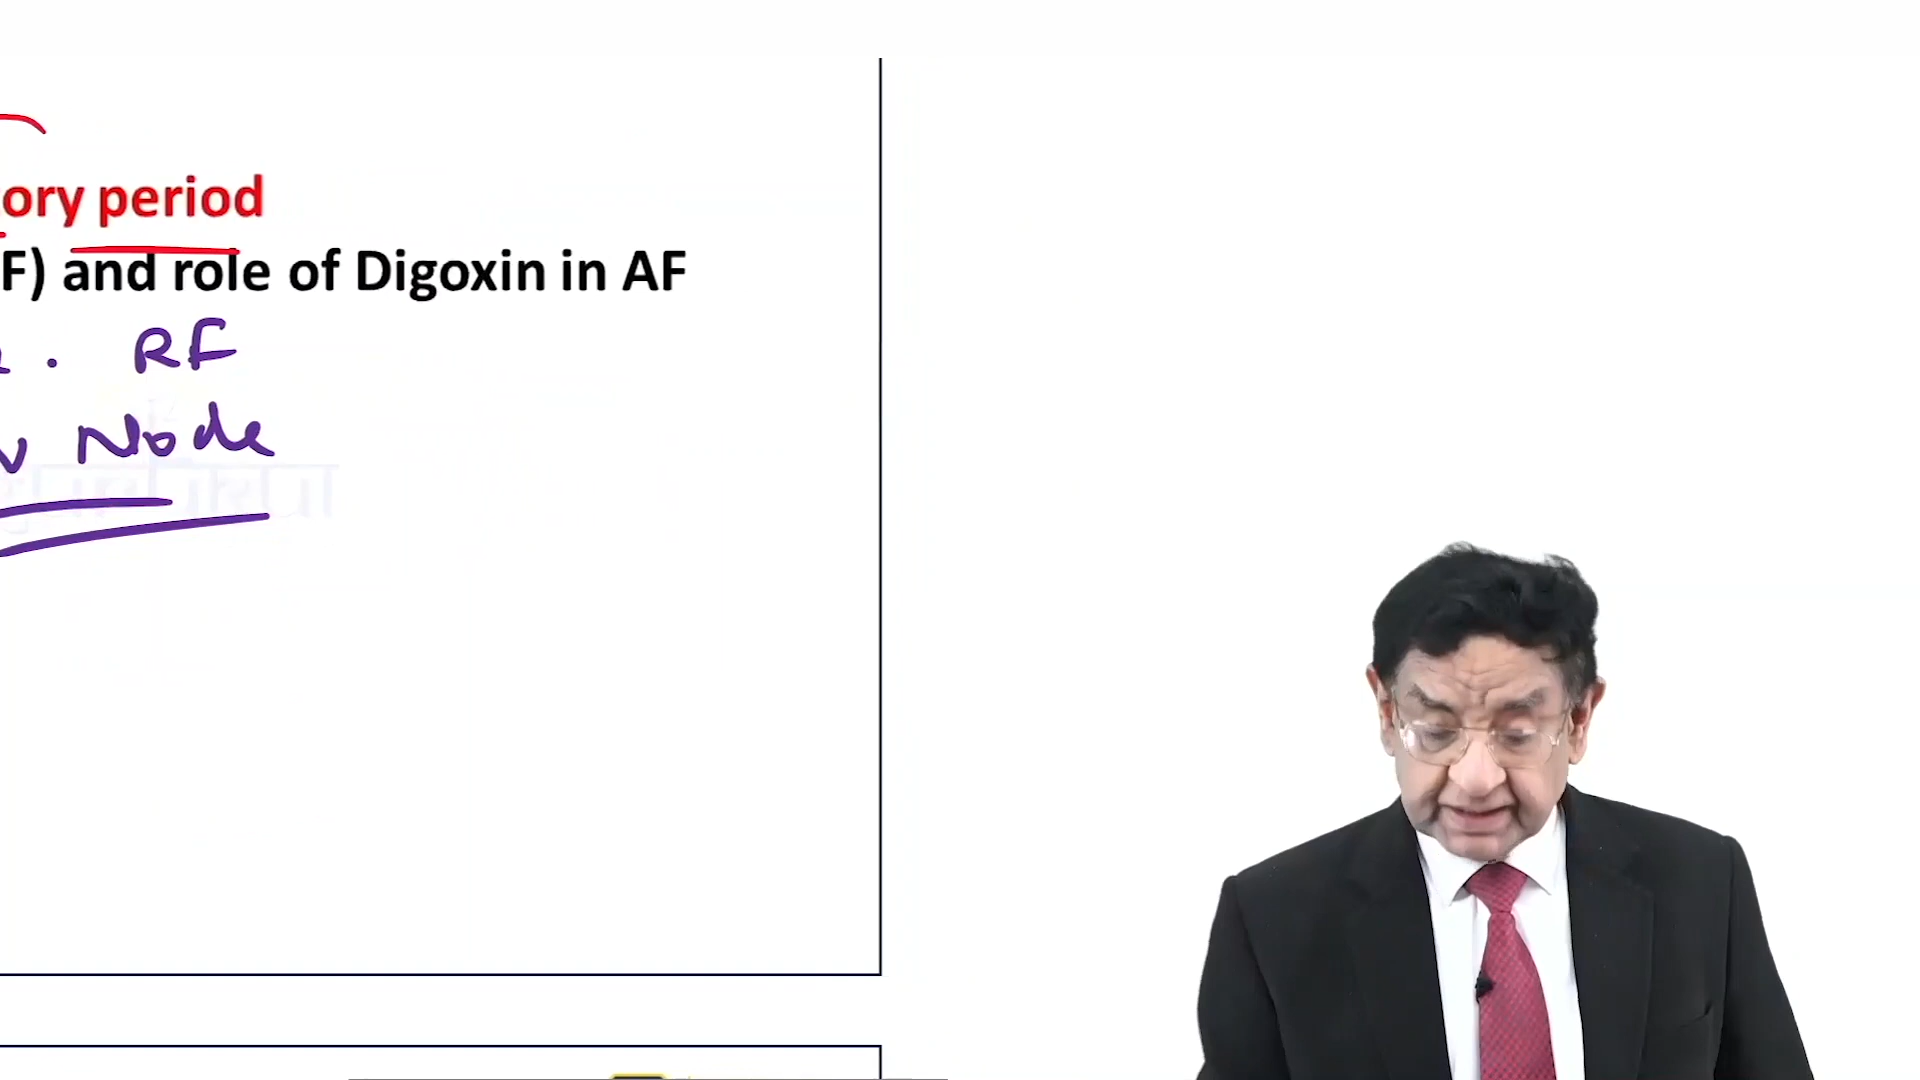 ory period
F) and role of Digoxin in AF
. RF
Node